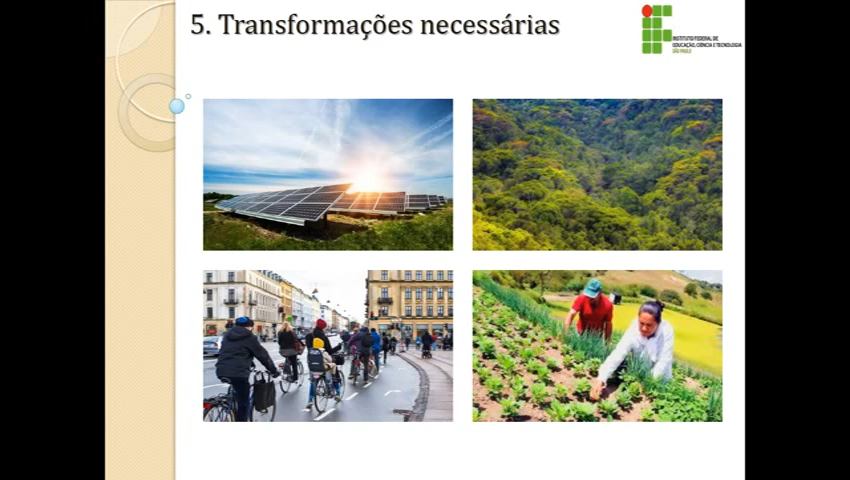 5. Transformações necessárias
INSTITUTO FEDERAL DE
EDUCAÇÃO, CIÊNCIA E TECNOLOGIA
SÃO PAULO